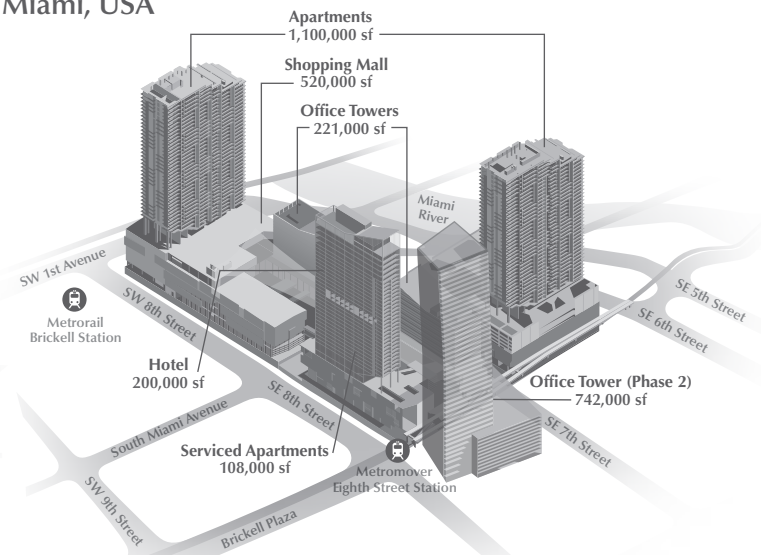 Miami, USA
Apartments
1,100,000 sf
Shopping Mall
520,000 sf
Office Towers
221,000 sf
Miami
River
SW 1st Avenue
Metrorail
Brickell Station
SW 8th Street
SE 5th Street
SE 6th Street
Hotel
200,000 sf
Office Tower (Phase 2)
742,000 sf
SE 8th Street
SE 7th Street
South Miami Avenue
Serviced Apartments
108,000 sf
Metromover
Eighth Street Station
SW 9th Street
Brickell Plaza